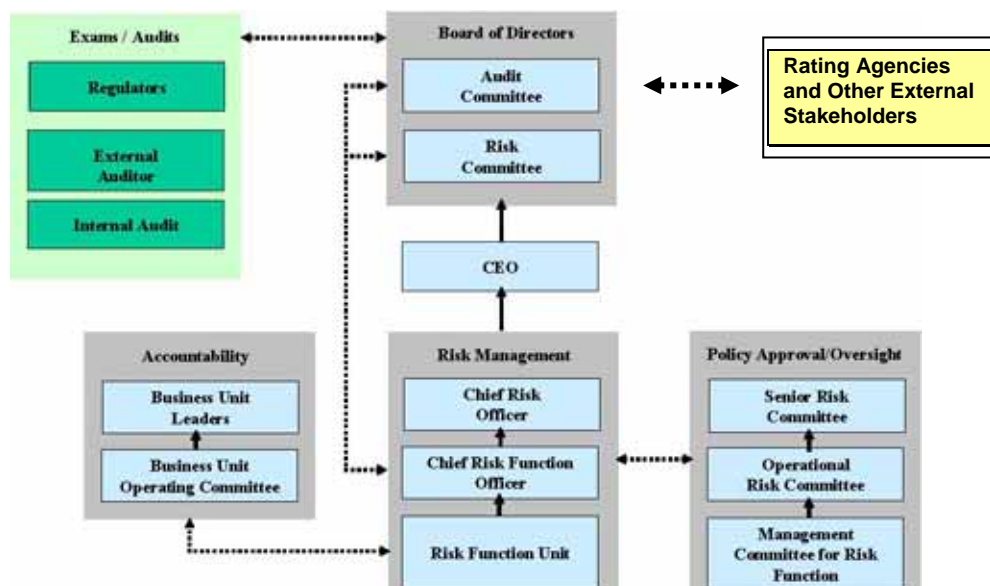 Exams / Audits
Regulators
External
Auditor
Internal Audit
Board of Directors
Audit
Committee
Risk
Committee
Rating Agencies
and Other External
Stakeholders
CEO
Accountability
Business Unit
Leaders
Business Unit
Operating Committee
Risk Management
Chief Risk
Officer
Chief Risk Function
Officer
Risk Function Unit
Policy Approval/Oversight
Senior Risk
Committee
Operational
Risk Committee
Management
Committee for Risk
Function